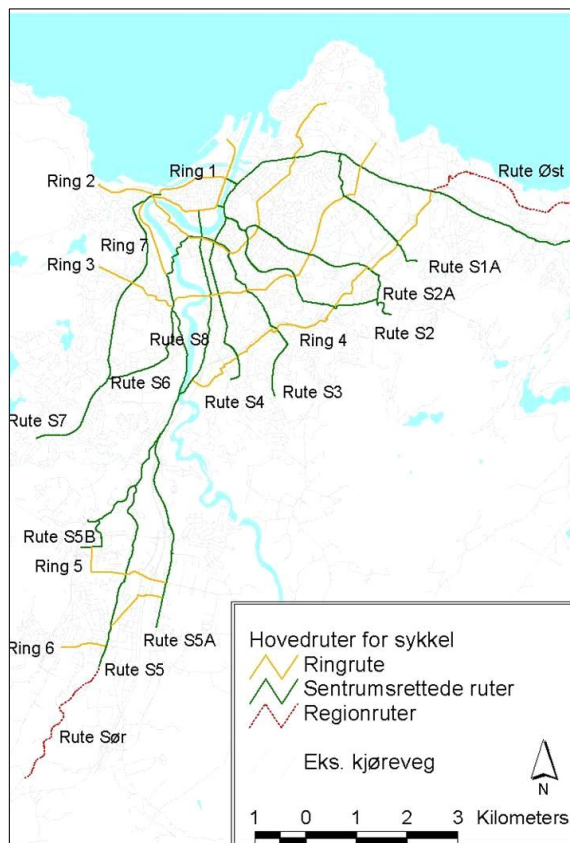 Rute Øst
Ring 1
Ring 2
Ring 7
Ring 3
Rute S1A
Rute S2A
Rute S2
Rute S8
Ring 4
Rute S6
Rute S4
Rute S3
Rute S7
Rute S5B
Ring 5
Rute S5A
Ring 6
Rute S5
Rute Sør
Hovedruter for sykkel
Ringrute
Sentrumsrettede ruter
Regionruter
Eks. kjøreveg
N
1 0 1 2 3 Kilometers